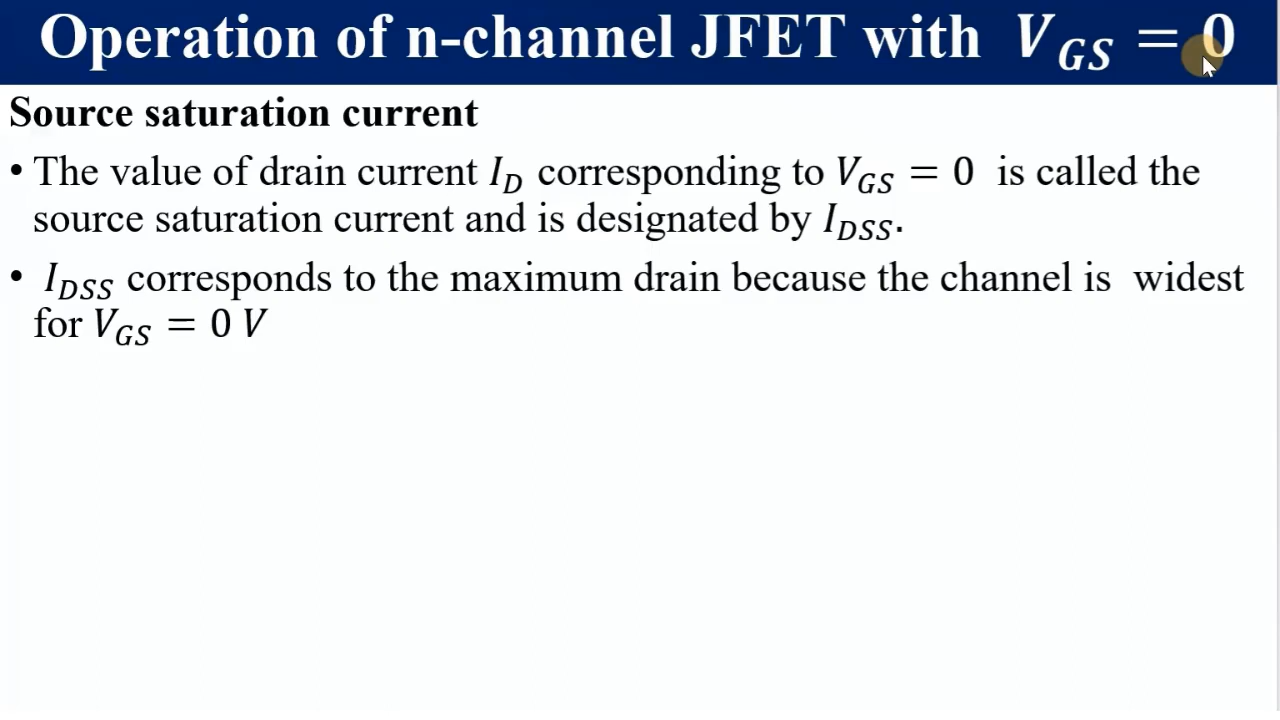 Operation of n-channel JFET with V_GS = 0
Source saturation current
• The value of drain current I_D corresponding to V_GS = 0 is called the
source saturation current and is designated by I_DSS.
• I_DSS corresponds to the maximum drain because the channel is widest
for V_GS = 0 V